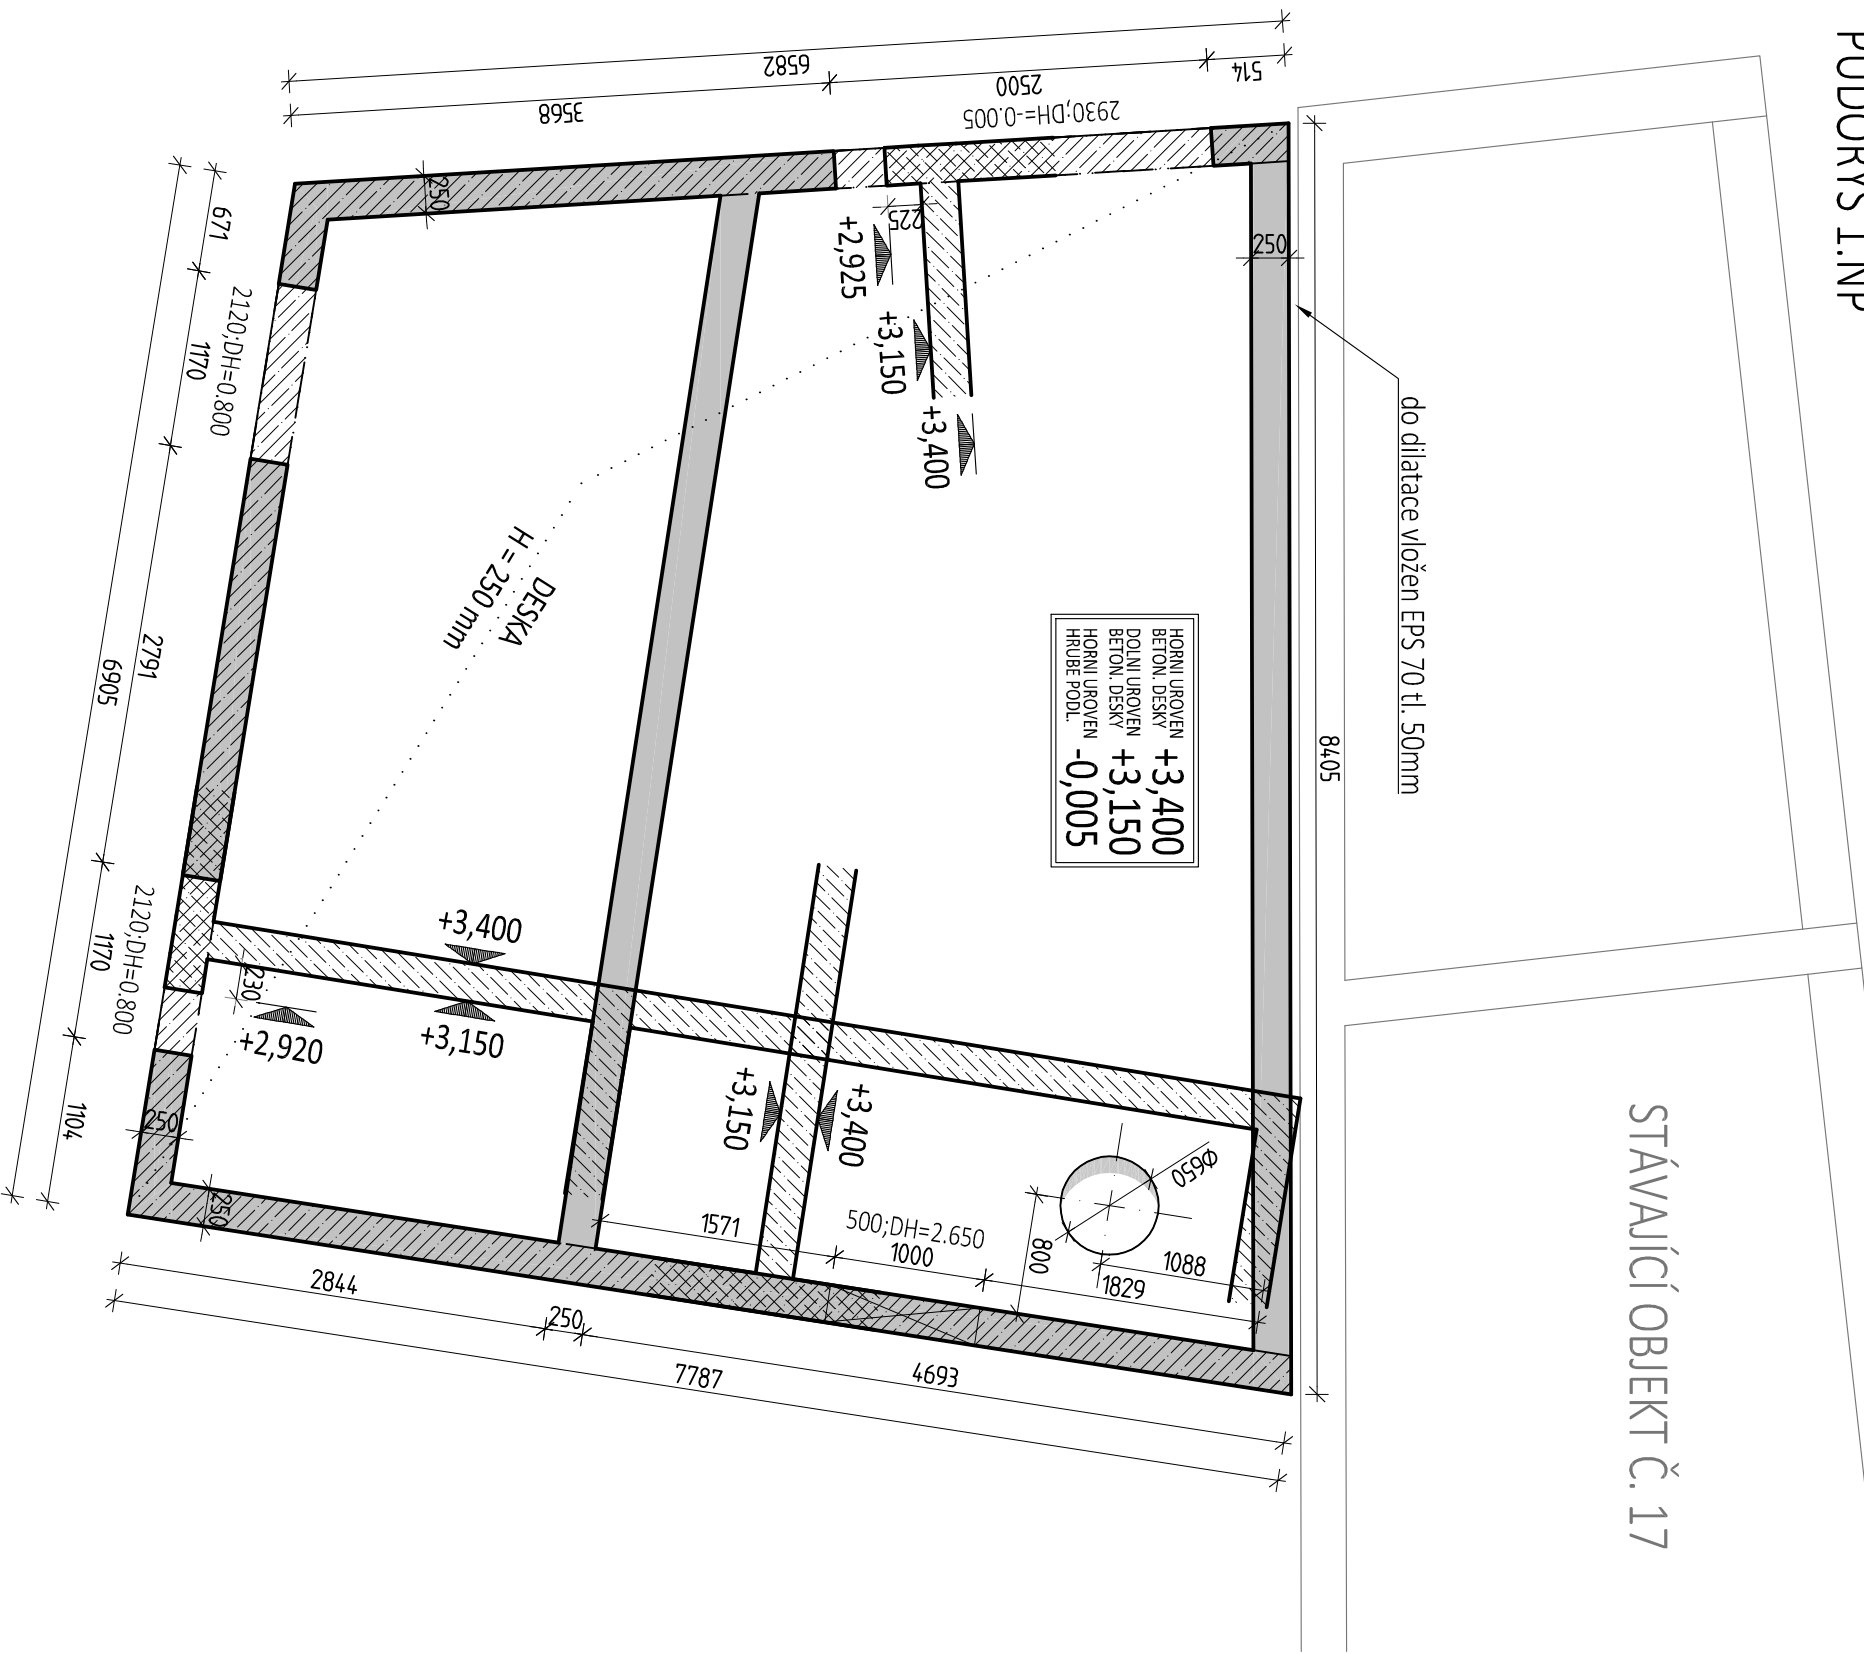 PŮDORYS 1.NP
6582
514
2500
3568
2930;DH=-0.005
250
225
+2,925
+3,150
+3,400
250
do dilatace vložen EPS 70 tl. 50mm
8405
671
1170
2120;DH=0.800
2791
6905
1170
2120;DH=0.800
1104
DESKA
H = 250 mm
HORNI UROVEN
BETON. DESKY +3,400
DOLNI UROVEN
BETON. DESKY +3,150
HORNI UROVEN
HRUBE PODL. -0,005
+3,400
+3,150
230
+2,920
250
250
+3,150
+3,400
Ø650
1571
500;DH=2.650
1000
800
1088
1829
2844
250
4693
7787
STÁVAJÍCÍ OBJEKT Č. 17